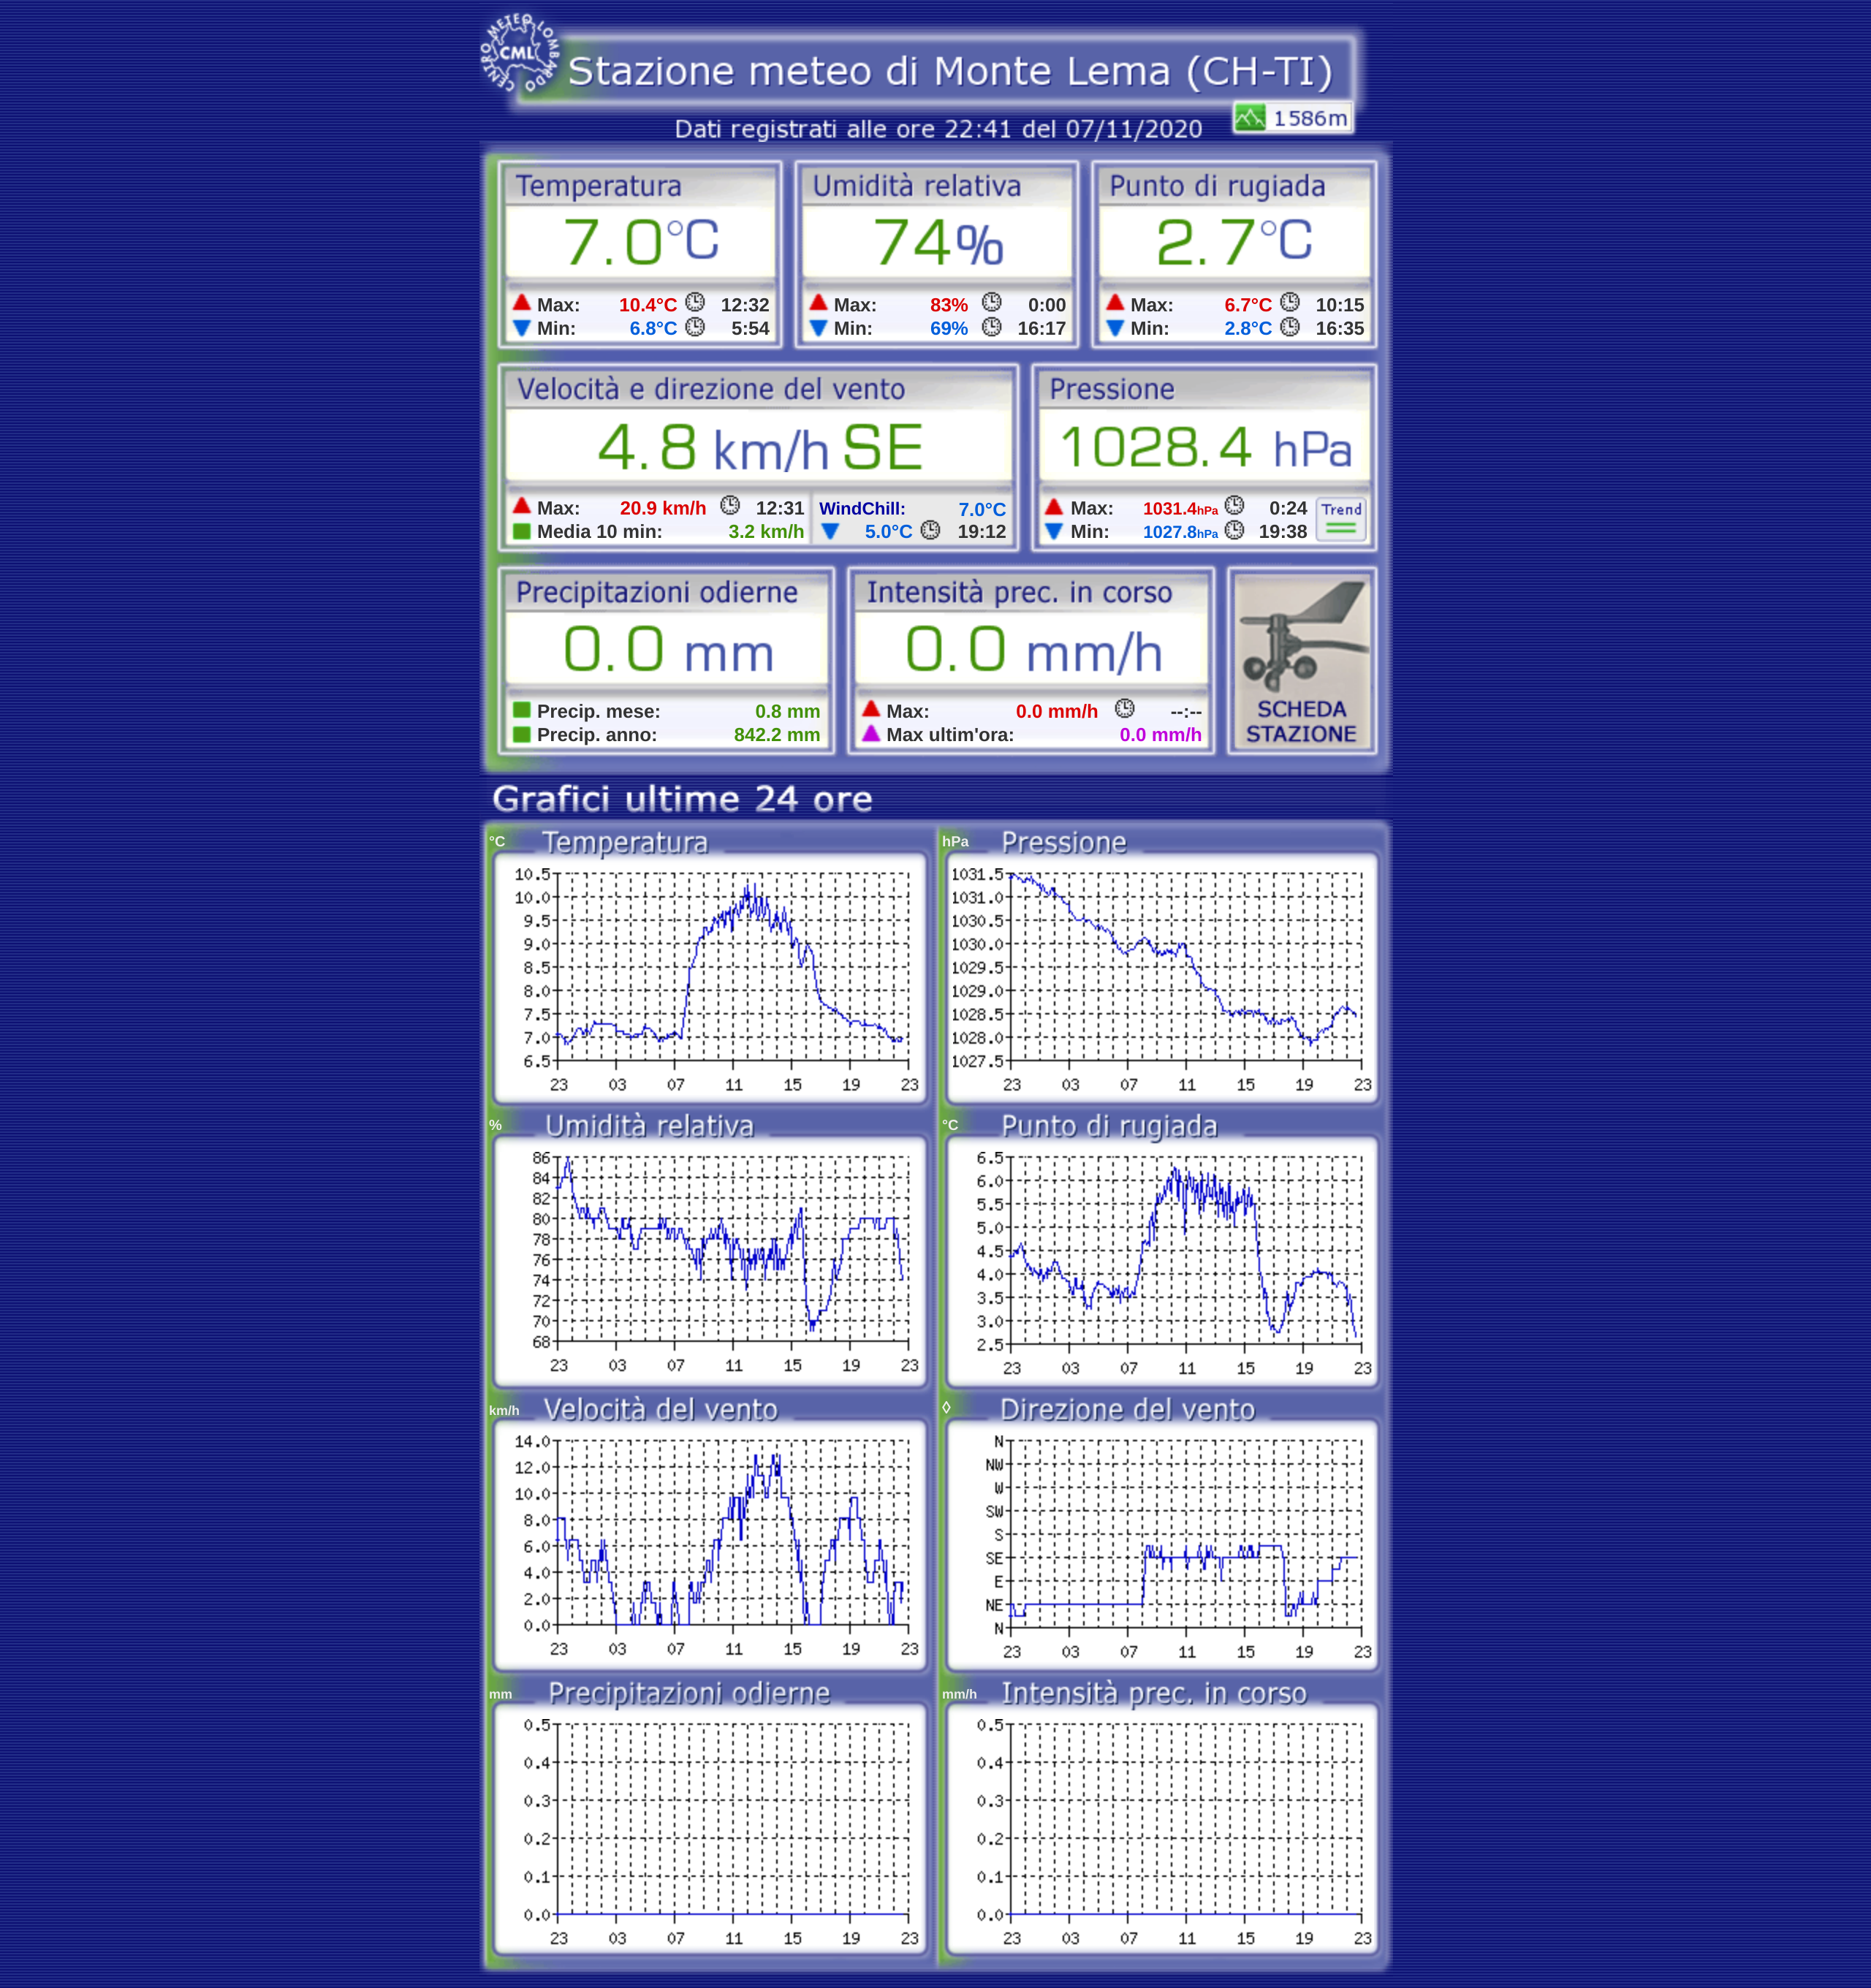 CENTRO METEO LOMBARDO
CML
Stazione meteo di Monte Lema (CH-TI)
1586m
Dati registrati alle ore 22:41 del 07/11/2020
Temperatura Umidità relativa Punto di rugiada
7.0°C 74% 2.7°C
Max: 10.4°C 12:32 Max: 83% 0:00 Max: 6.7°C 10:15
Min: 6.8°C 5:54 Min: 69% 16:17 Min: 2.8°C 16:35
Velocità e direzione del vento Pressione
4.8 km/h SE 1028.4 hPa
Max: 20.9 km/h 12:31 WindChill: 7.0°C Max: 1031.4hPa 0:24 Trend
Media 10 min: 3.2 km/h 5.0°C 19:12 Min: 1027.8hPa 19:38
Precipitazioni odierne Intensità prec. in corso
0.0 mm 0.0 mm/h
Precip. mese: 0.8 mm Max: 0.0 mm/h --:-- SCHEDA
Precip. anno: 842.2 mm Max ultim'ora: 0.0 mm/h STAZIONE
Grafici ultime 24 ore
°C Temperatura hPa Pressione
10.5 1031.5
10.0 1031.0
9.5 1030.5
9.0 1030.0
8.5 1029.5
8.0 1029.0
7.5 1028.5
7.0 1028.0
6.5 1027.5
23 03 07 11 15 19 23 23 03 07 11 15 19 23
% Umidità relativa °C Punto di rugiada
86 6.5
84 6.0
82 5.5
80 5.0
78 4.5
76 4.0
74 3.5
72 3.0
70 2.5
68
23 03 07 11 15 19 23 23 03 07 11 15 19 23
km/h Velocità del vento ◊ Direzione del vento
14.0 N
12.0 NW
10.0 W
8.0 SW
6.0 S
4.0 SE
2.0 E
0.0 NE
N
23 03 07 11 15 19 23 23 03 07 11 15 19 23
mm Precipitazioni odierne mm/h Intensità prec. in corso
0.5 0.5
0.4 0.4
0.3 0.3
0.2 0.2
0.1 0.1
0.0 0.0
23 03 07 11 15 19 23 23 03 07 11 15 19 23